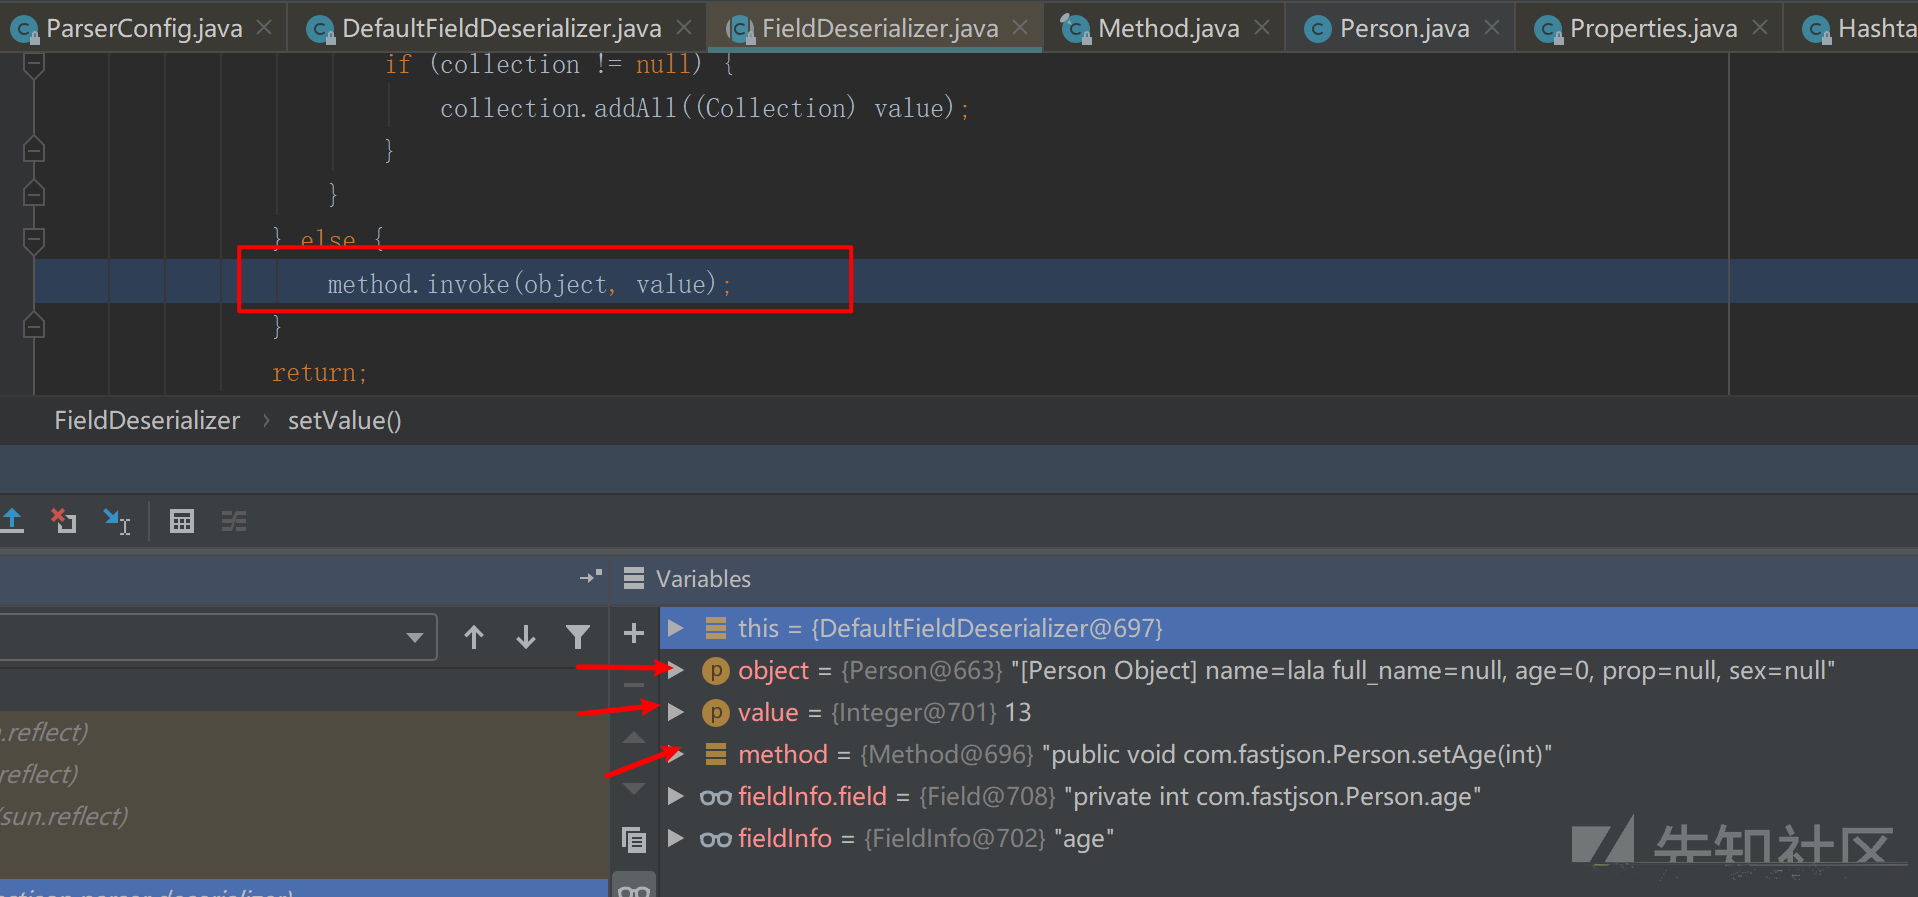 ParserConfig.java DefaultFieldDeserializer.java FieldDeserializer.java Method.java Person.java Properties.java Hashta
if (collection != null) {
collection.addAll((Collection) value);
}
}
} else {
method.invoke(object, value);
}
return;
FieldDeserializer › setValue()
Variables
this = {DefaultFieldDeserializer@697}
object = {Person@663} "[Person Object] name=lala full_name=null, age=0, prop=null, sex=null"
value = {Integer@701} 13
.reflect)
method = {Method@696} "public void com.fastjson.Person.setAge(int)"
reflect)
fieldInfo.field = {Field@708} "private int com.fastjson.Person.age"
(sun.reflect)
fieldInfo = {FieldInfo@702} "age"
先知社区